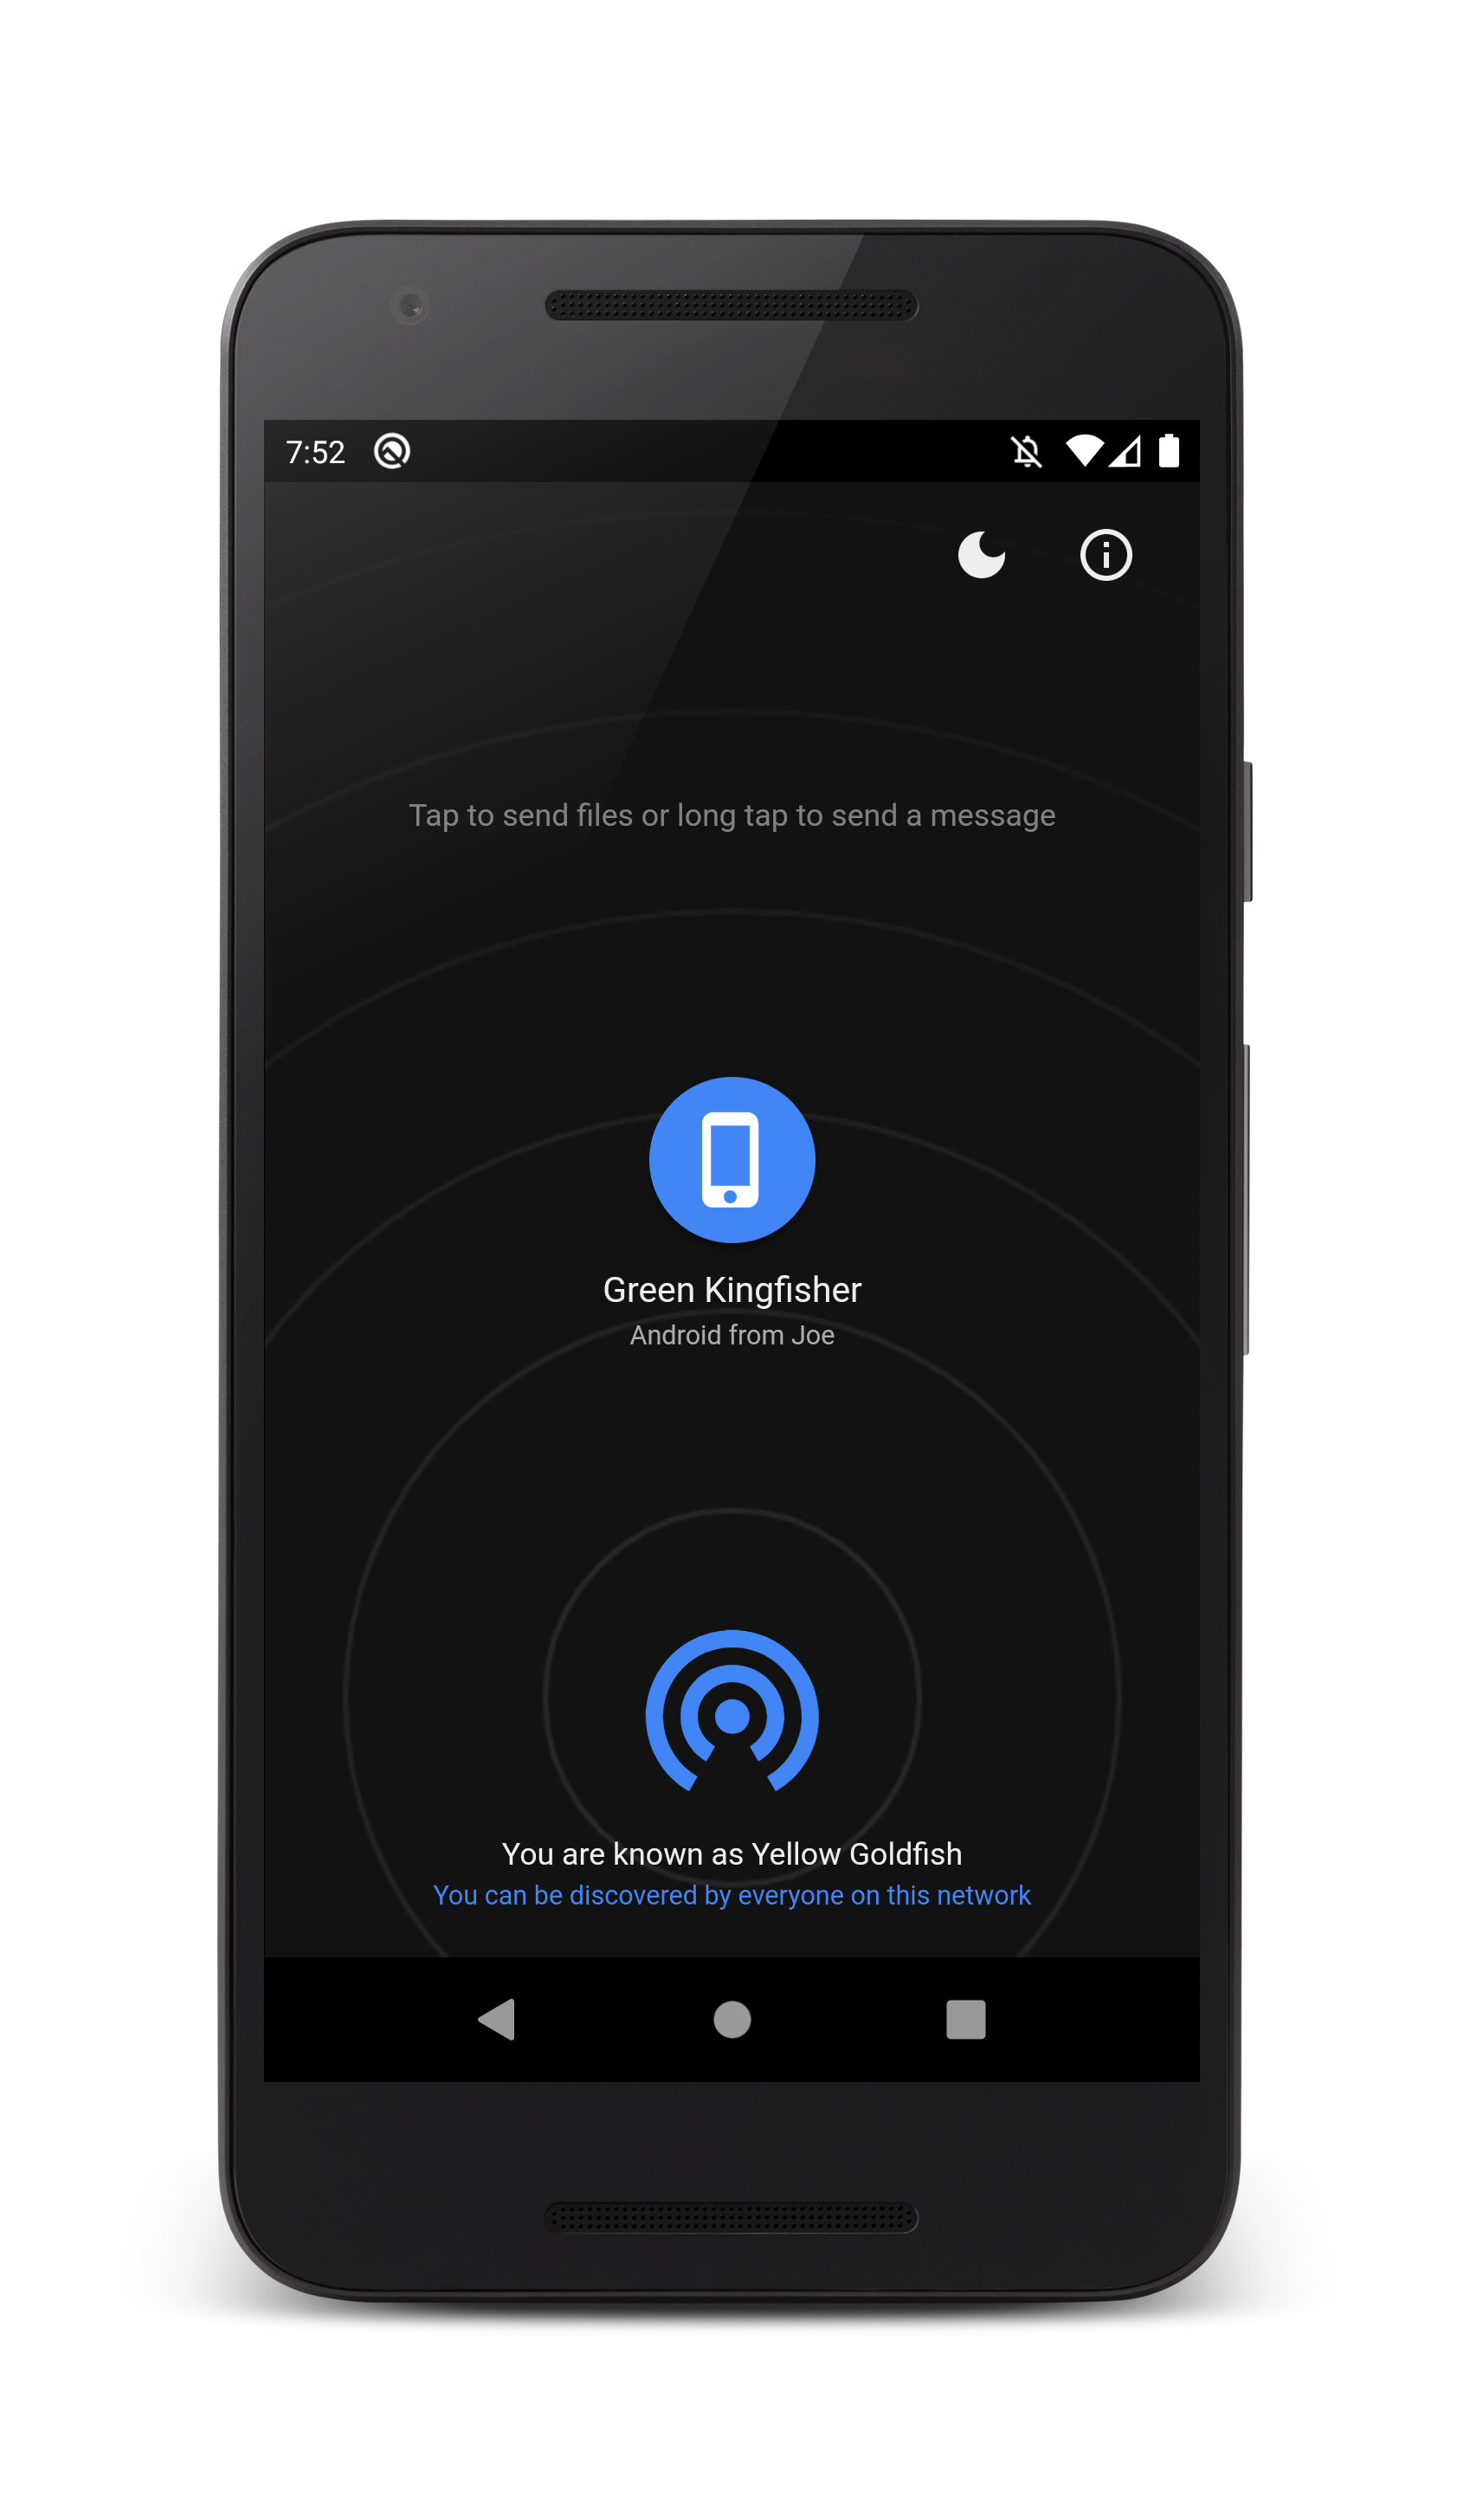 7:52
Tap to send files or long tap to send a message
Green Kingfisher
Android from Joe
You are known as Yellow Goldfish
You can be discovered by everyone on this network